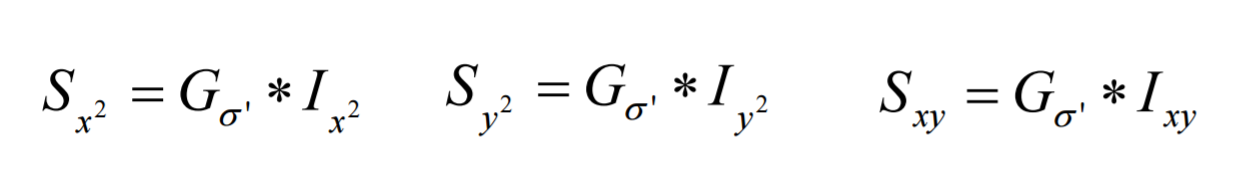 S_{x^2} = G_{σ'} * I_{x^2} S_{y^2} = G_{σ'} * I_{y^2} S_{xy} = G_{σ'} * I_{xy}